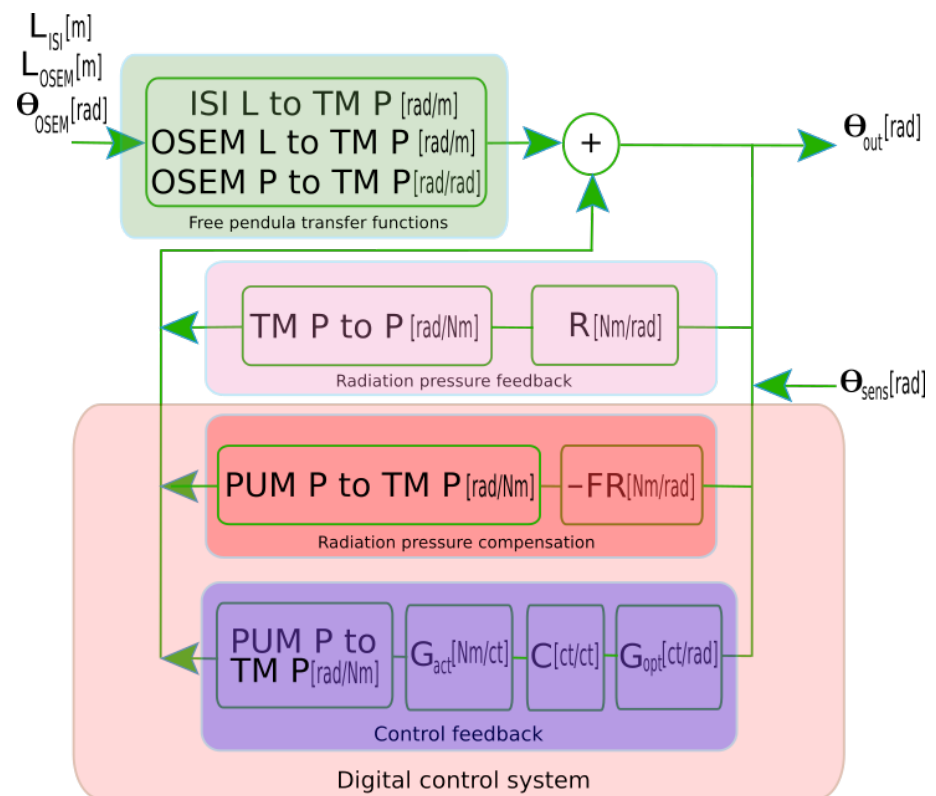 L_ISI[m]
L_OSEM[m]
Θ_OSEM[rad]
ISI L to TM P [rad/m]
OSEM L to TM P [rad/m]
OSEM P to TM P[rad/rad]
Free pendula transfer functions
+
Θ_out[rad]
TM P to P[rad/Nm]
R[Nm/rad]
Radiation pressure feedback
Θ_sens[rad]
PUM P to TM P[rad/Nm]
–FR[Nm/rad]
Radiation pressure compensation
PUM P to
TM P[rad/Nm]
G_act[Nm/ct]
C[ct/ct]
G_opt[ct/rad]
Control feedback
Digital control system